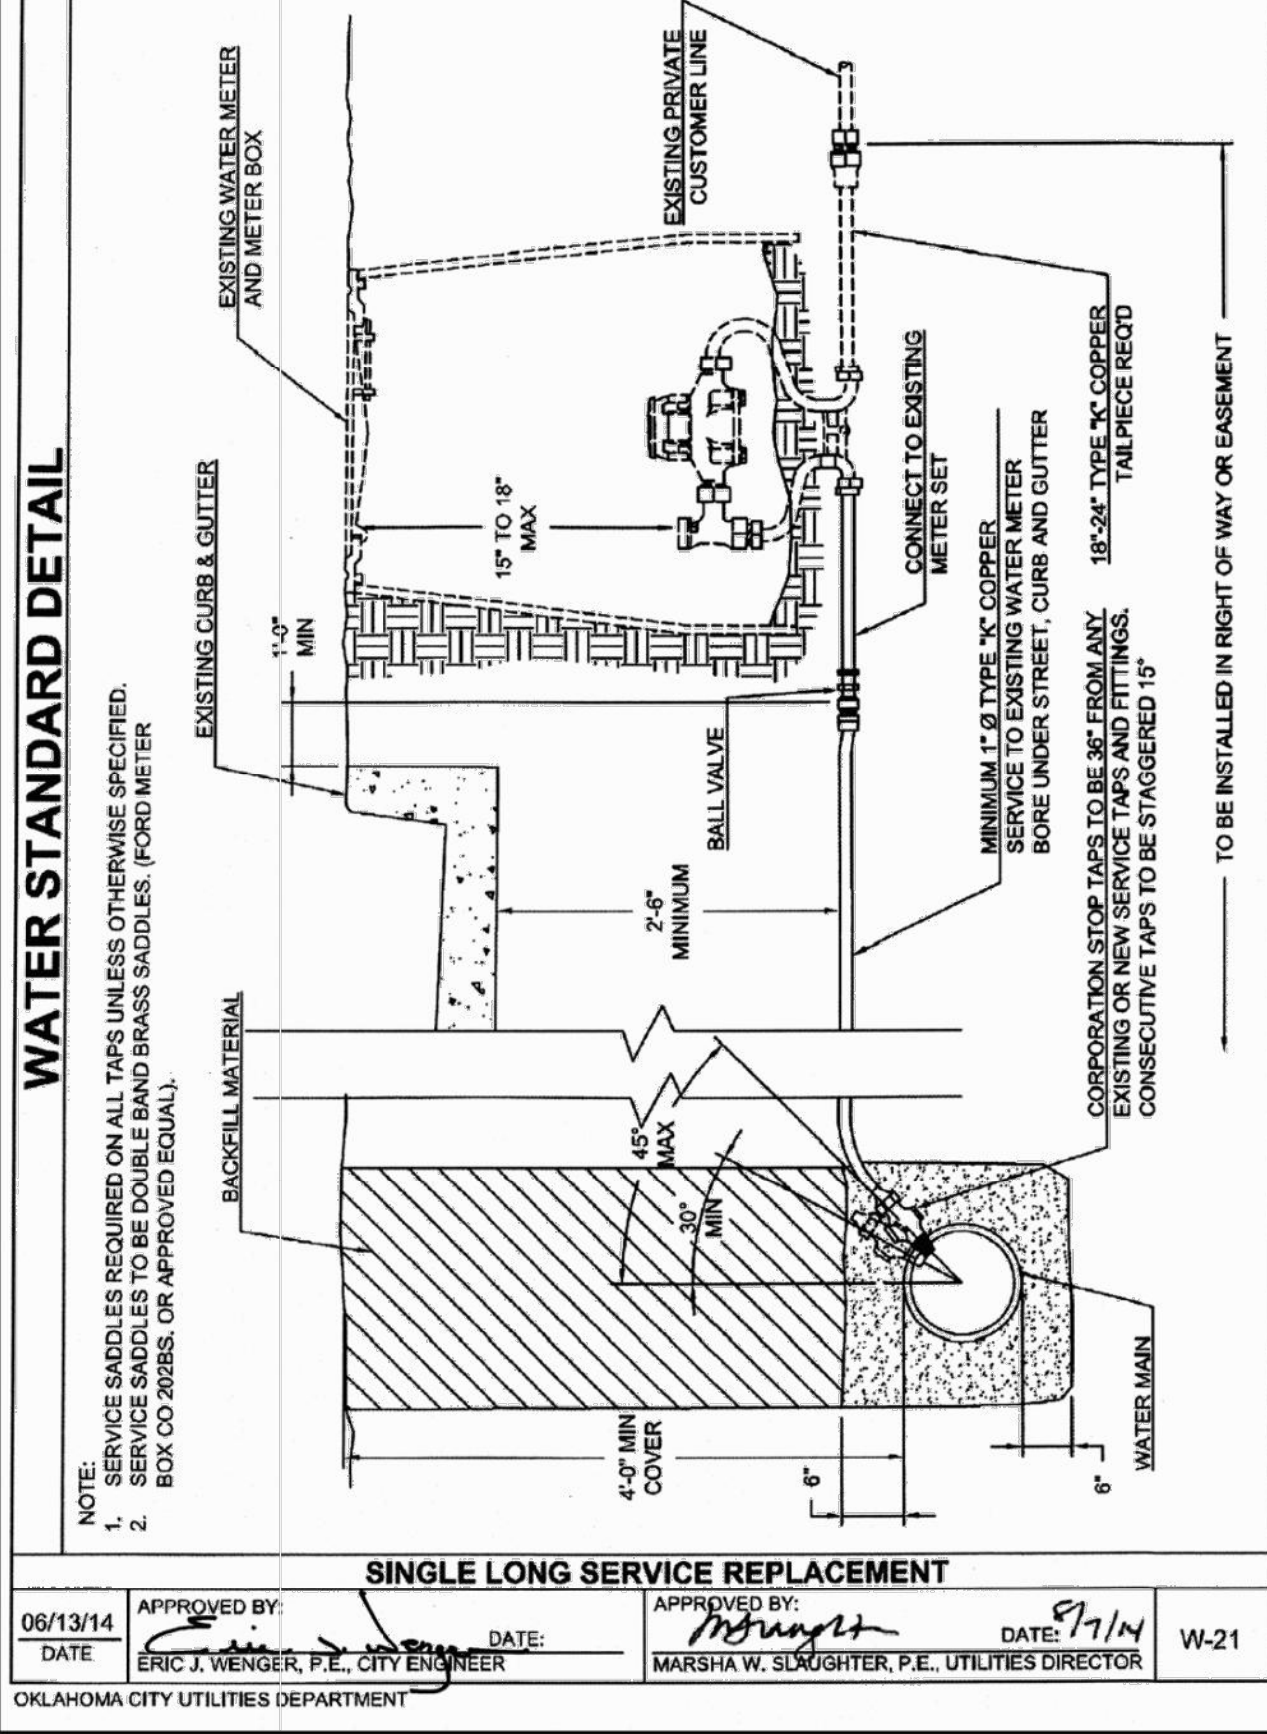 WATER STANDARD DETAIL
NOTE:
1. SERVICE SADDLES REQUIRED ON ALL TAPS UNLESS OTHERWISE SPECIFIED.
2. SERVICE SADDLES TO BE DOUBLE BAND BRASS SADDLES. (FORD METER
BOX CO 202BS. OR APPROVED EQUAL).
BACKFILL MATERIAL
EXISTING CURB & GUTTER
EXISTING WATER METER
AND METER BOX
1'-0"
MIN
15" TO 18"
MAX
EXISTING PRIVATE
CUSTOMER LINE
4'-0" MIN
COVER
45°
MAX
30°
MIN
2'-6"
MINIMUM
BALL VALVE
6"
CONNECT TO EXISTING
METER SET
MINIMUM 1" Ø TYPE "K" COPPER
SERVICE TO EXISTING WATER METER
BORE UNDER STREET, CURB AND GUTTER
18"-24" TYPE "K" COPPER
TAILPIECE REQ'D
6"
WATER MAIN
CORPORATION STOP TAPS TO BE 36" FROM ANY
EXISTING OR NEW SERVICE TAPS AND FITTINGS.
CONSECUTIVE TAPS TO BE STAGGERED 15°
TO BE INSTALLED IN RIGHT OF WAY OR EASEMENT
SINGLE LONG SERVICE REPLACEMENT
06/13/14
DATE
APPROVED BY:
Eric J. Wenger
DATE:
ERIC J. WENGER, P.E., CITY ENGINEER
APPROVED BY:
DATE: 8/7/14
MARSHA W. SLAUGHTER, P.E., UTILITIES DIRECTOR
W-21
OKLAHOMA CITY UTILITIES DEPARTMENT